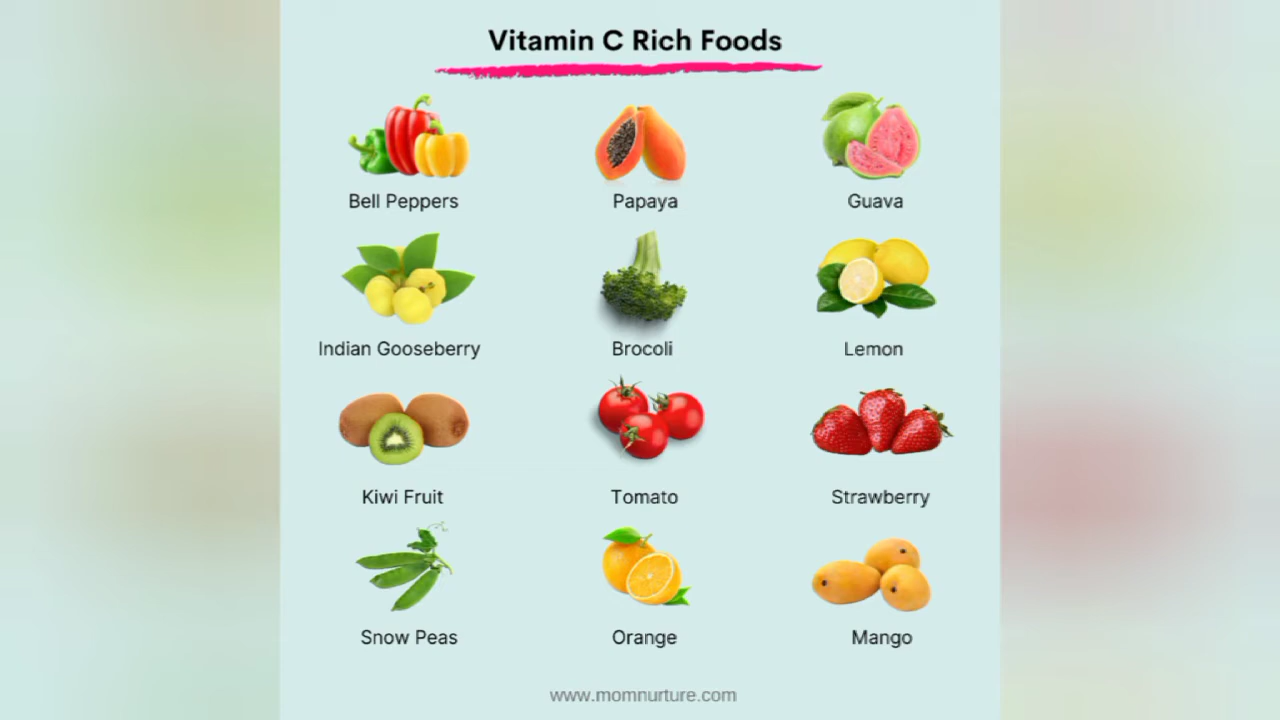 Vitamin C Rich Foods
Bell Peppers
Papaya
Guava
Indian Gooseberry
Brocoli
Lemon
Kiwi Fruit
Tomato
Strawberry
Snow Peas
Orange
Mango
www.momnurture.com